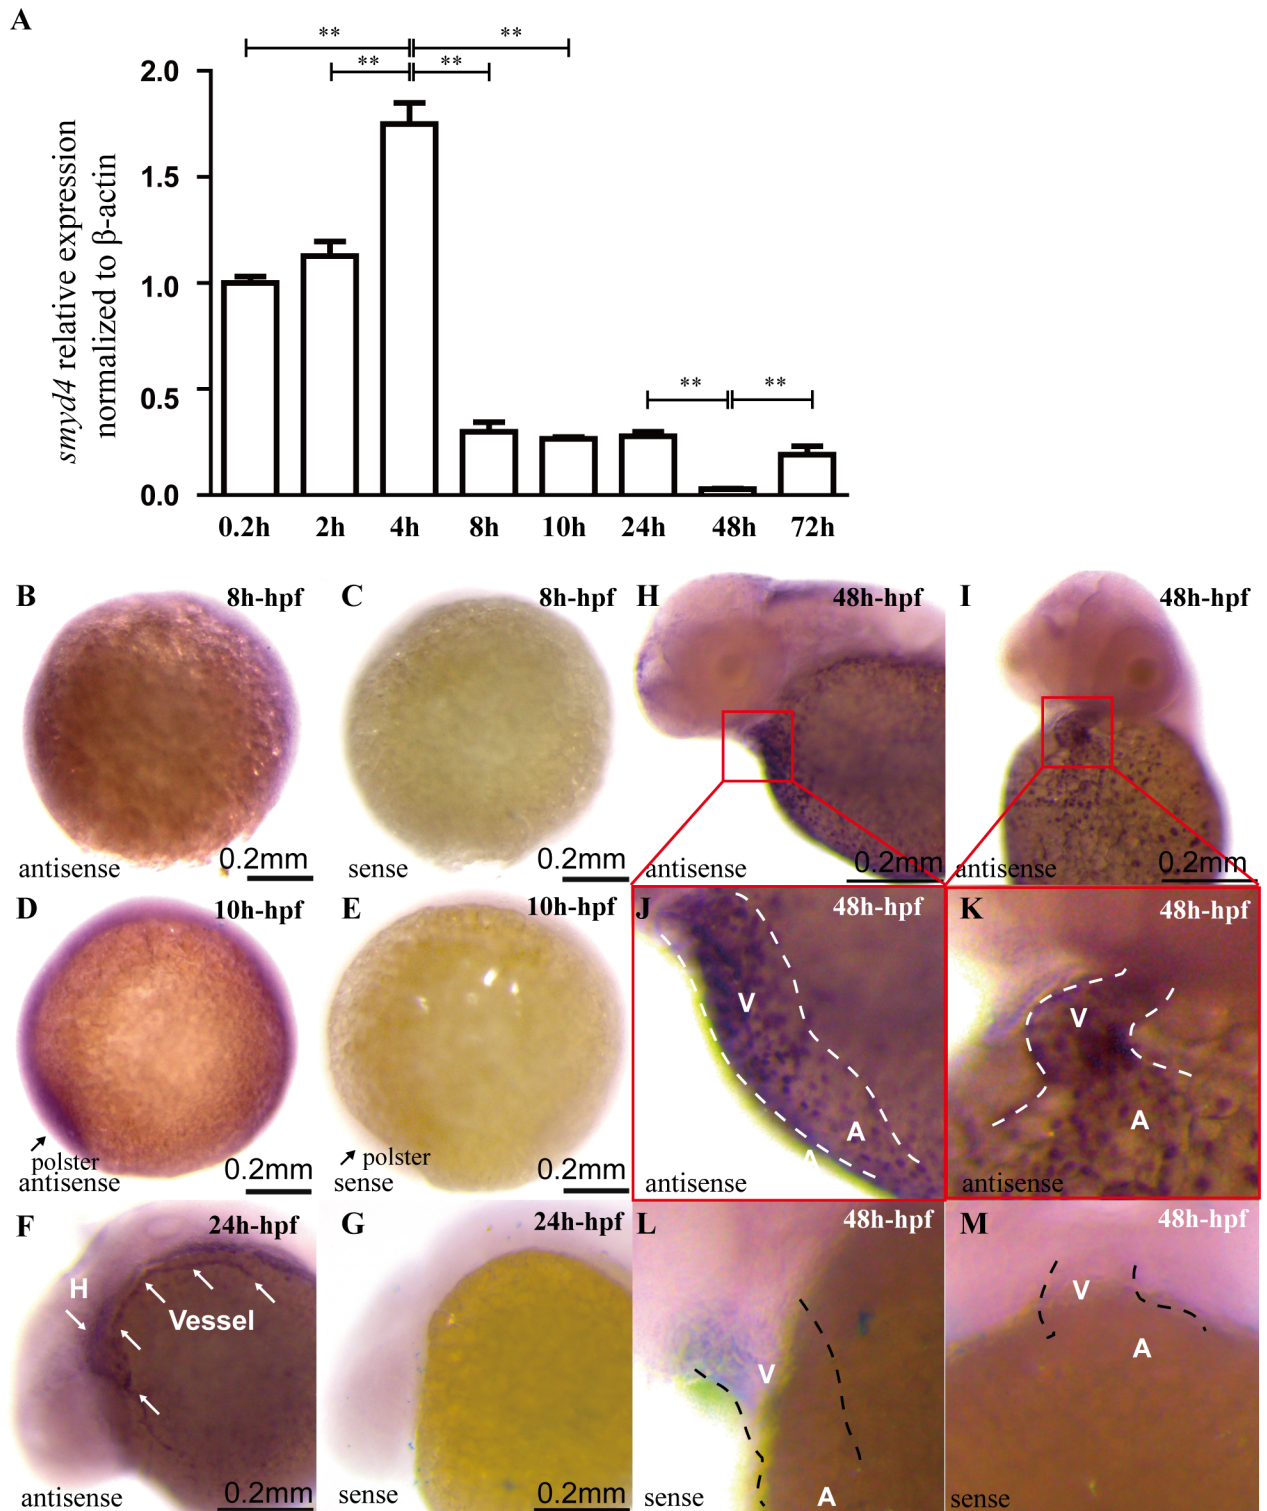 A
** **
** **
2.0
1.5
1.0
0.5
0.0
smyd4 relative expression
normalized to β-actin
** **
0.2h 2h 4h 8h 10h 24h 48h 72h
B 8h-hpf
antisense 0.2mm
C 8h-hpf
sense 0.2mm
H 48h-hpf
antisense 0.2mm
I 48h-hpf
antisense 0.2mm
D 10h-hpf
polster
antisense 0.2mm
E 10h-hpf
polster
sense 0.2mm
J 48h-hpf
V
A
A
antisense
K 48h-hpf
V
A
antisense
F 24h-hpf
H
Vessel
antisense 0.2mm
G 24h-hpf
sense 0.2mm
L 48h-hpf
V
A
sense
M 48h-hpf
V
A
sense